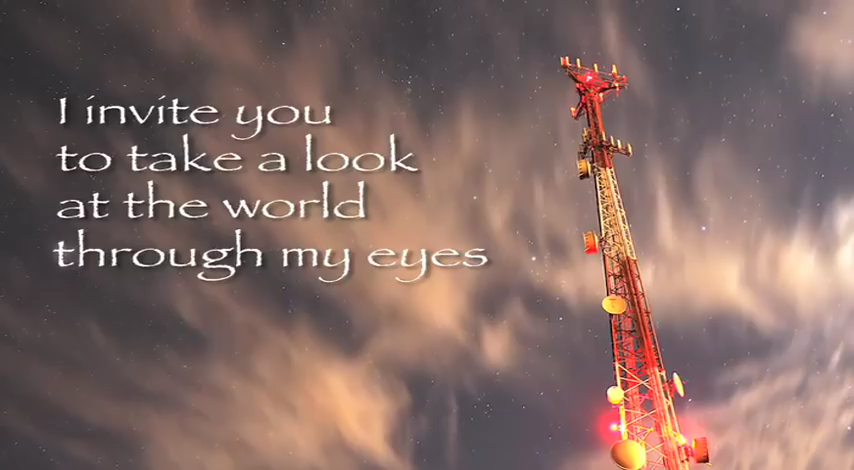 I invite you
to take a look
at the world
through my eyes